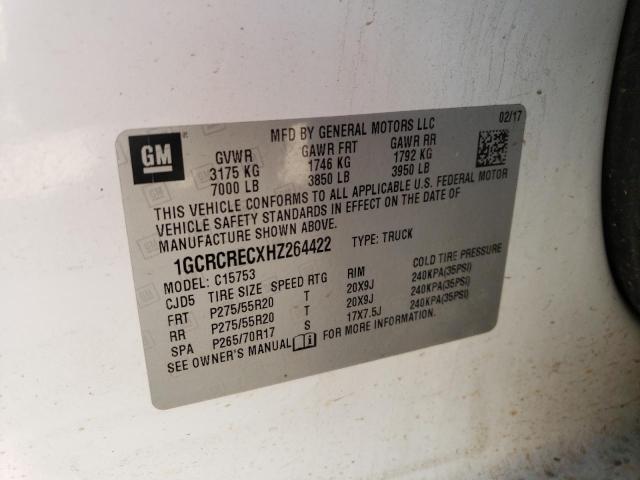 GM
MFD BY GENERAL MOTORS LLC
02/17
GVWR GAWR FRT GAWR RR
3175 KG 1746 KG 1792 KG
7000 LB 3850 LB 3950 LB
THIS VEHICLE CONFORMS TO ALL APPLICABLE U.S. FEDERAL MOTOR
VEHICLE SAFETY STANDARDS IN EFFECT ON THE DATE OF
MANUFACTURE SHOWN ABOVE.
1GCRCRECXHZ264422 TYPE: TRUCK
MODEL: C15753
CJD5 TIRE SIZE SPEED RTG RIM COLD TIRE PRESSURE
FRT P275/55R20 T 20X9J 240KPA(35PSI)
RR P275/55R20 T 20X9J 240KPA(35PSI)
SPA P265/70R17 S 17X7.5J 240KPA(35PSI)
SEE OWNER'S MANUAL FOR MORE INFORMATION.